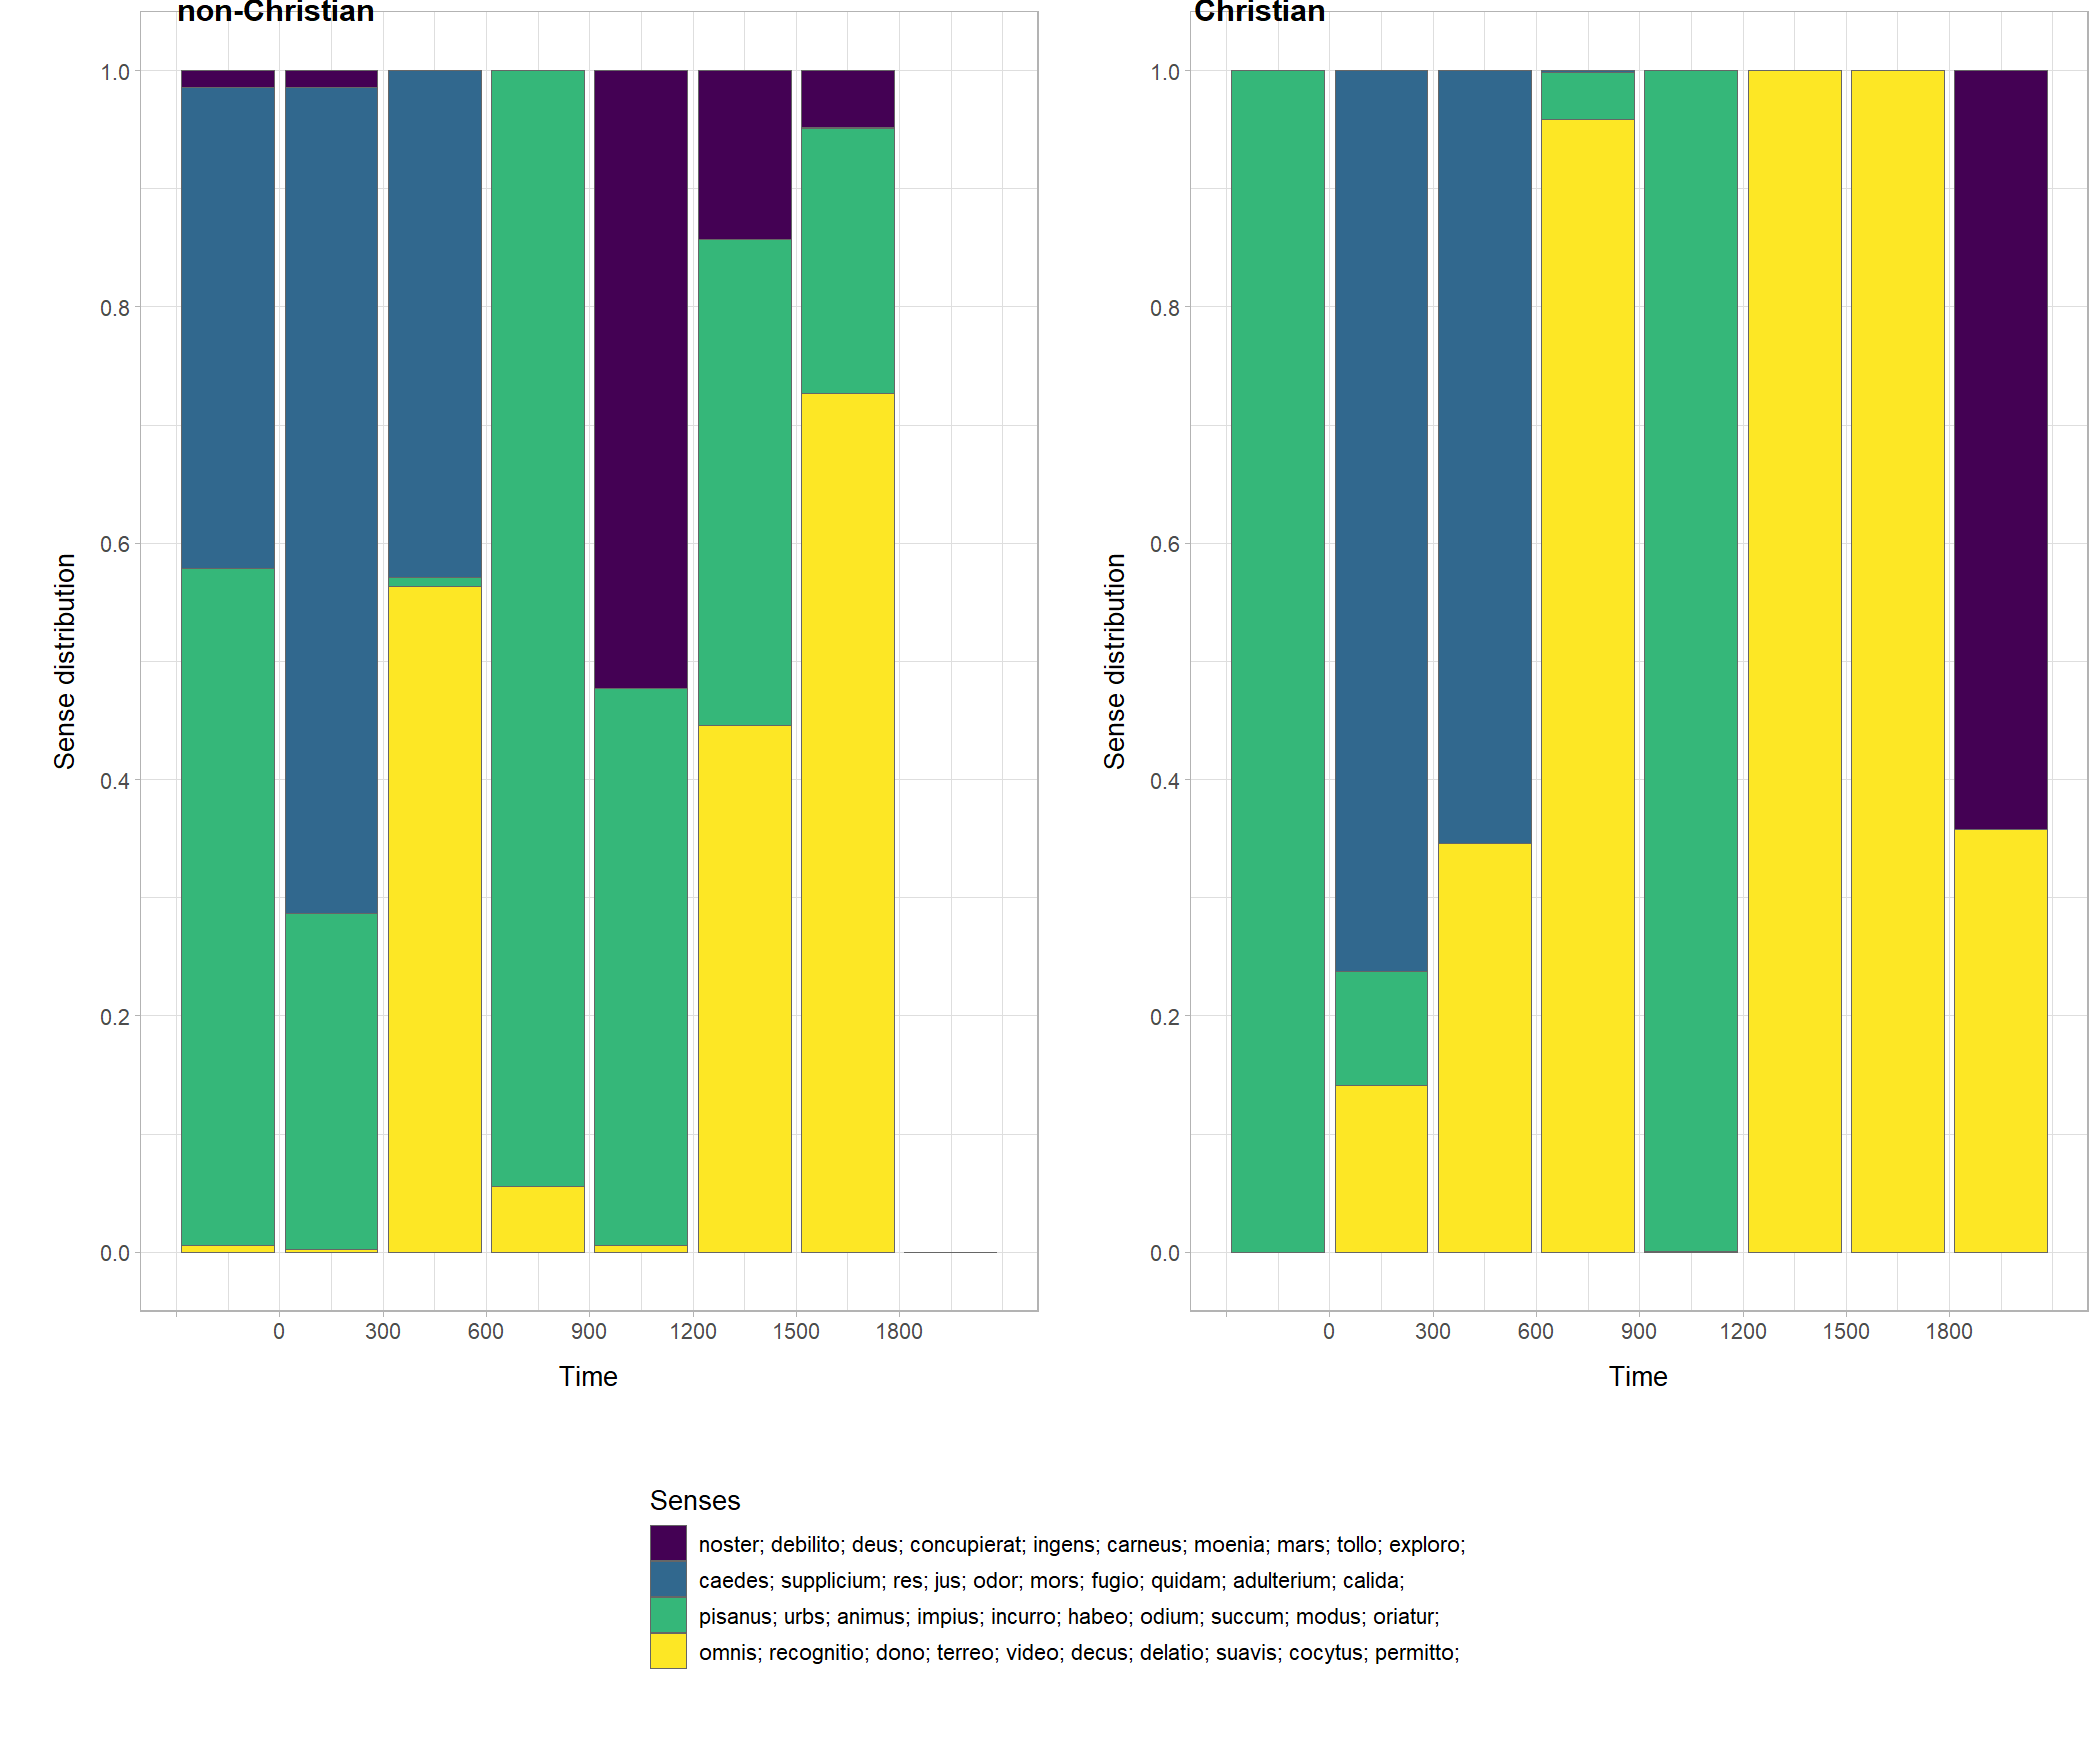 non-Christian
1.0
0.8
0.6
0.4
0.2
0.0
Sense distribution
0 300 600 900 1200 1500 1800
Time
Christian
1.0
0.8
0.6
0.4
0.2
0.0
Sense distribution
0 300 600 900 1200 1500 1800
Time
Senses
noster; debilito; deus; concupierat; ingens; carneus; moenia; mars; tollo; exploro;
caedes; supplicium; res; jus; odor; mors; fugio; quidam; adulterium; calida;
pisanus; urbs; animus; impius; incurro; habeo; odium; succum; modus; oriatur;
omnis; recognitio; dono; terreo; video; decus; delatio; suavis; cocytus; permitto;